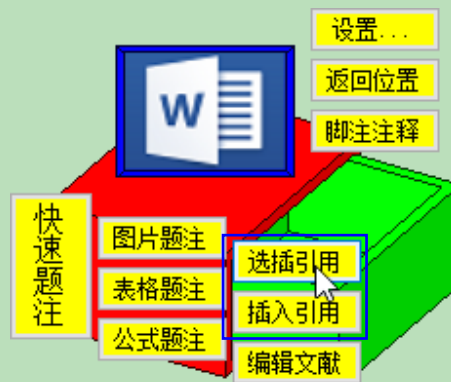 设置...
返回位置
脚注注释
W
快速题注
图片题注
表格题注
公式题注
选插引用
插入引用
编辑文献